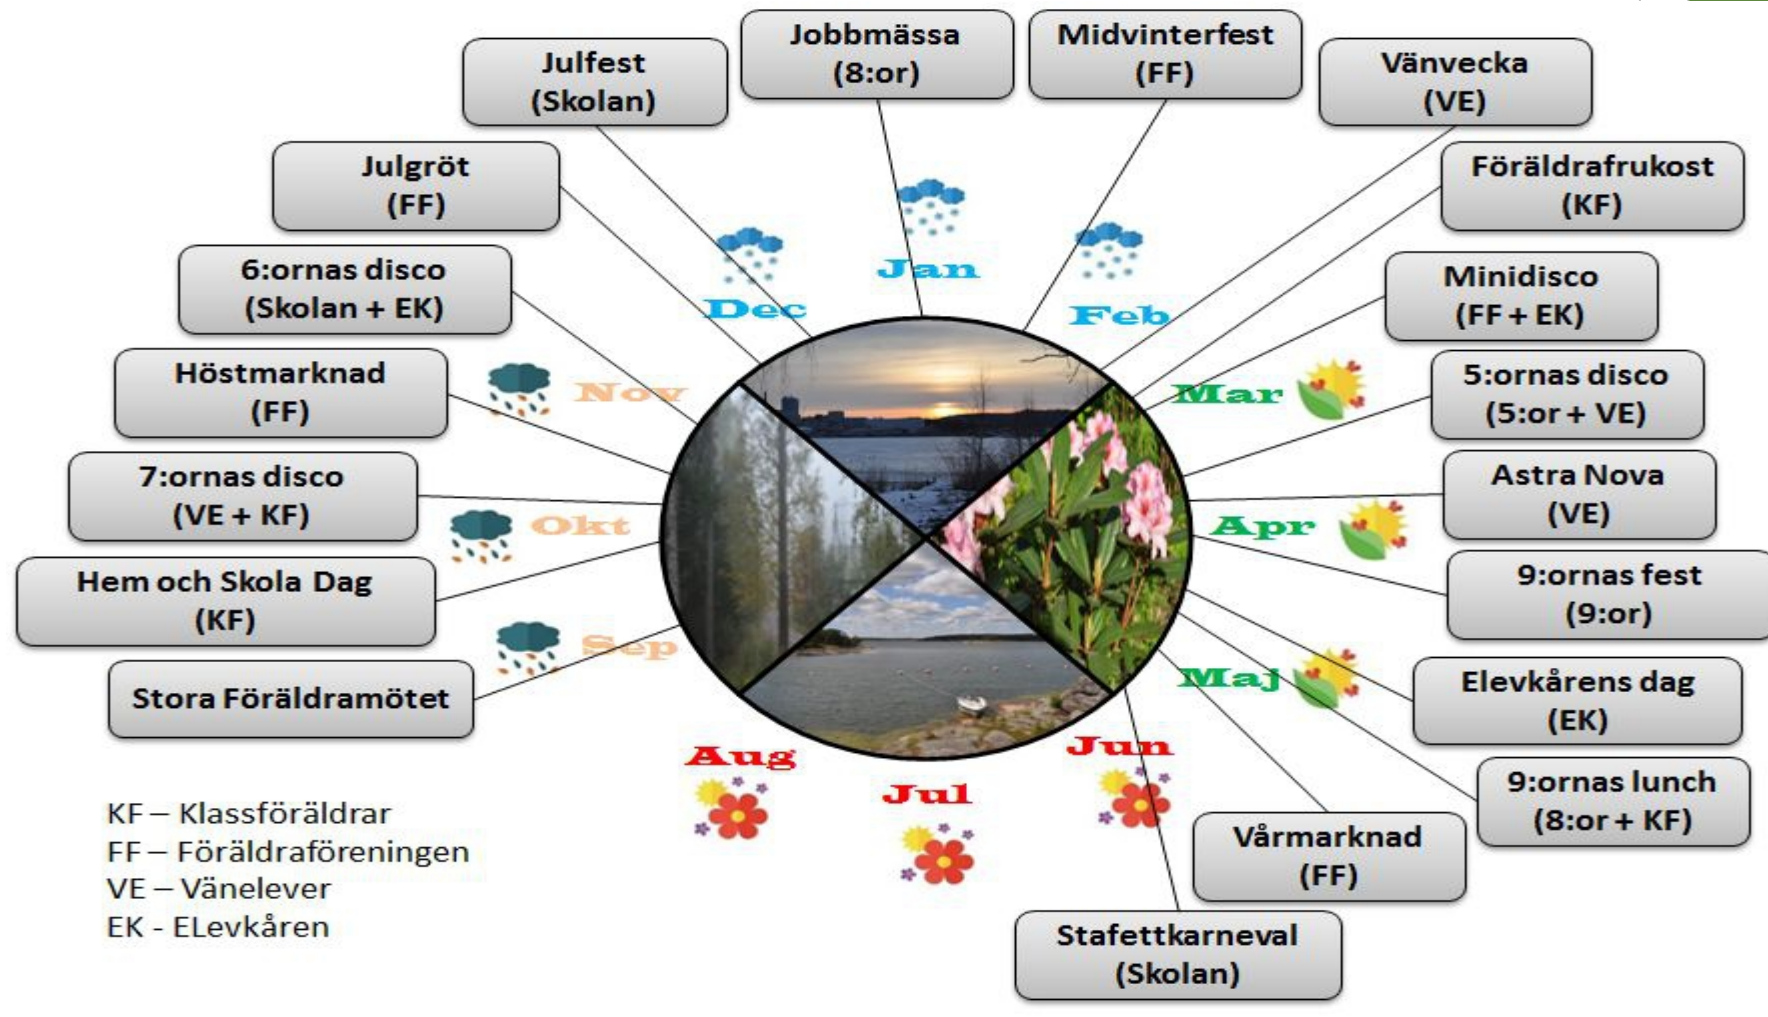 Jobbmässa
(8:or)
Midvinterfest
(FF)
Vänvecka
(VE)
Föräldrafrukost
(KF)
Minidisco
(FF + EK)
5:ornas disco
(5:or + VE)
Astra Nova
(VE)
9:ornas fest
(9:or)
Elevkårens dag
(EK)
9:ornas lunch
(8:or + KF)
Vårmarknad
(FF)
Stafettkarneval
(Skolan)
Stora Föräldramötet
Hem och Skola Dag
(KF)
7:ornas disco
(VE + KF)
Höstmarknad
(FF)
6:ornas disco
(Skolan + EK)
Julgröt
(FF)
Julfest
(Skolan)
Jan
Feb
Mar
Apr
Maj
Jun
Jul
Aug
Sep
Okt
Nov
Dec
KF – Klassföräldrar
FF – Föräldraföreningen
VE – Vänelever
EK - ELevkåren